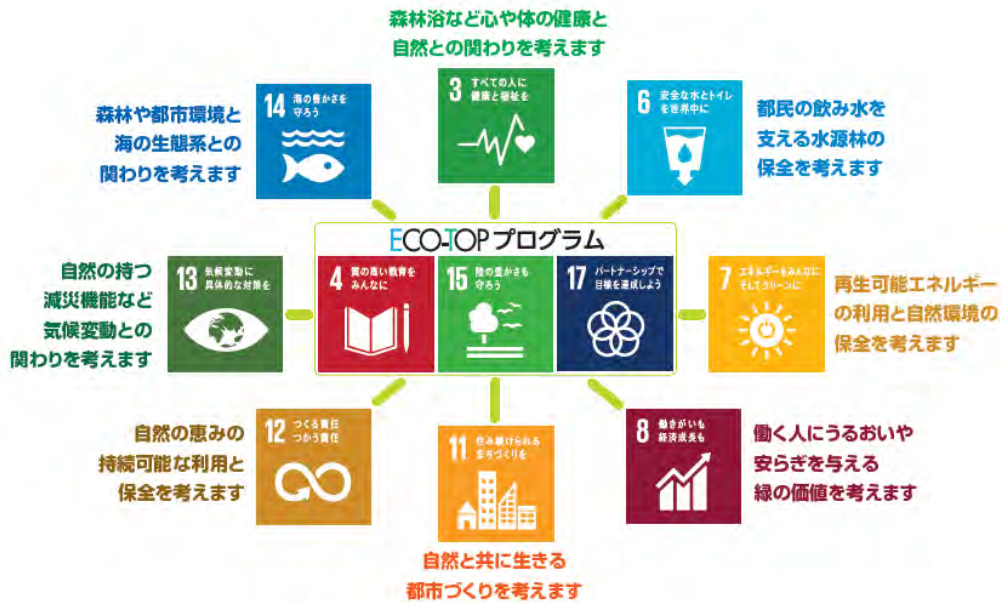 森林浴など心や体の健康と
自然との関わりを考えます
3 すべての人に
健康と福祉を
14 海の豊かさを
守ろう
森林や都市環境と
海の生態系との
関わりを考えます
6 安全な水とトイレ
を世界中に
都民の飲み水を
支える水源林の
保全を考えます
ECO-TOPプログラム
自然の持つ
減災機能など
気候変動との
関わりを考えます
13 気候変動に
具体的な対策を
4 質の高い教育を
みんなに
15 陸の豊かさも
守ろう
17 パートナーシップで
目標を達成しよう
7 エネルギーをみんなに
そしてクリーンに
再生可能エネルギー
の利用と自然環境の
保全を考えます
自然の恵みの
持続可能な利用と
保全を考えます
12 つくる責任
つかう責任
11 住み続けられる
まちづくりを
8 働きがいも
経済成長も
働く人にうるおいや
安らぎを与える
緑の価値を考えます
自然と共に生きる
都市づくりを考えます